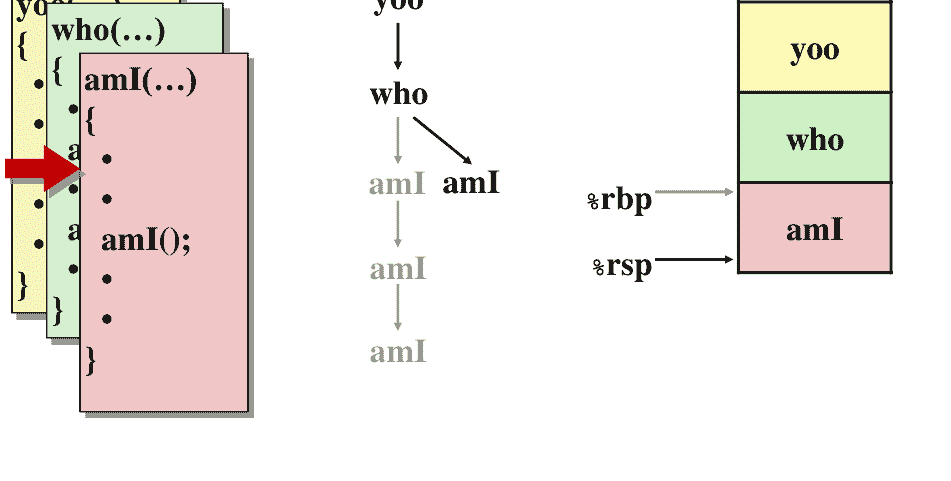 yoo(…)
{
•
•
•
•
}
who(…)
{
•
a
•
a
•
}
amI(…)
{
•
•
amI();
•
•
}
yoo
who
amI amI
amI
amI
yoo
who
amI
%rbp
%rsp